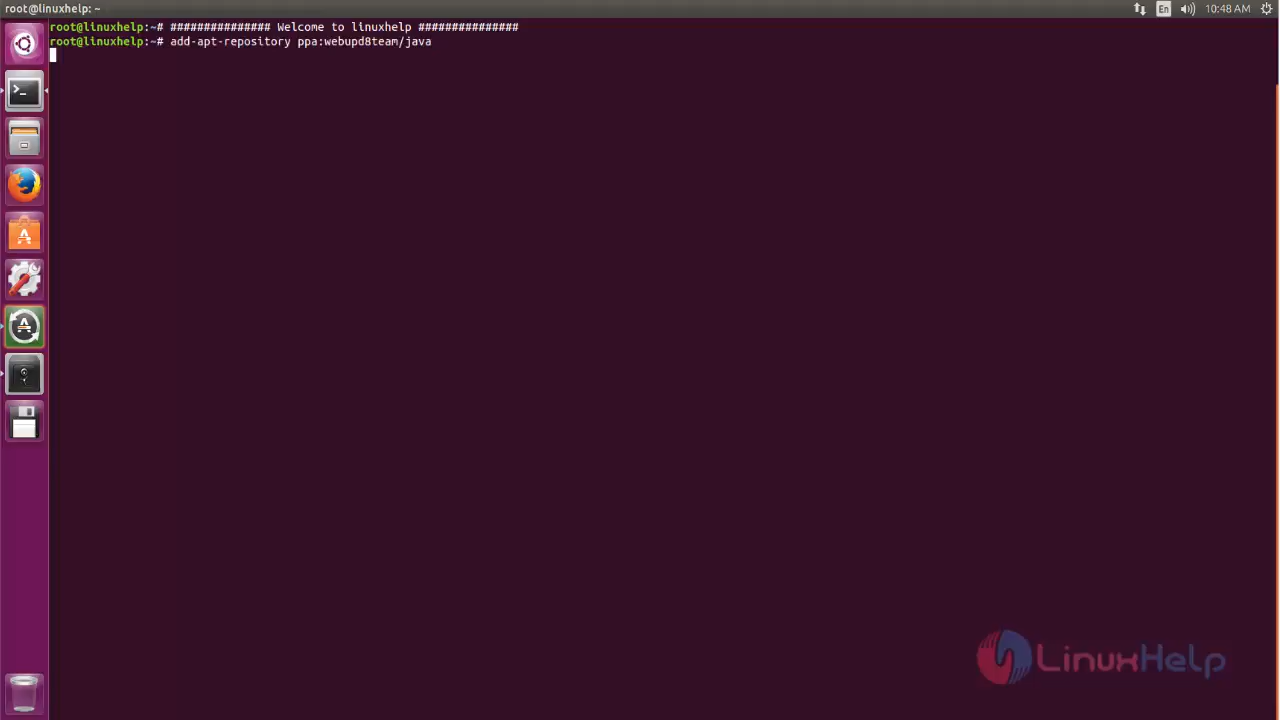 root@linuxhelp: ~
En
10:48 AM
root@linuxhelp:~# ############### Welcome to linuxhelp ###############
root@linuxhelp:~# add-apt-repository ppa:webupd8team/java
LinuxHelp